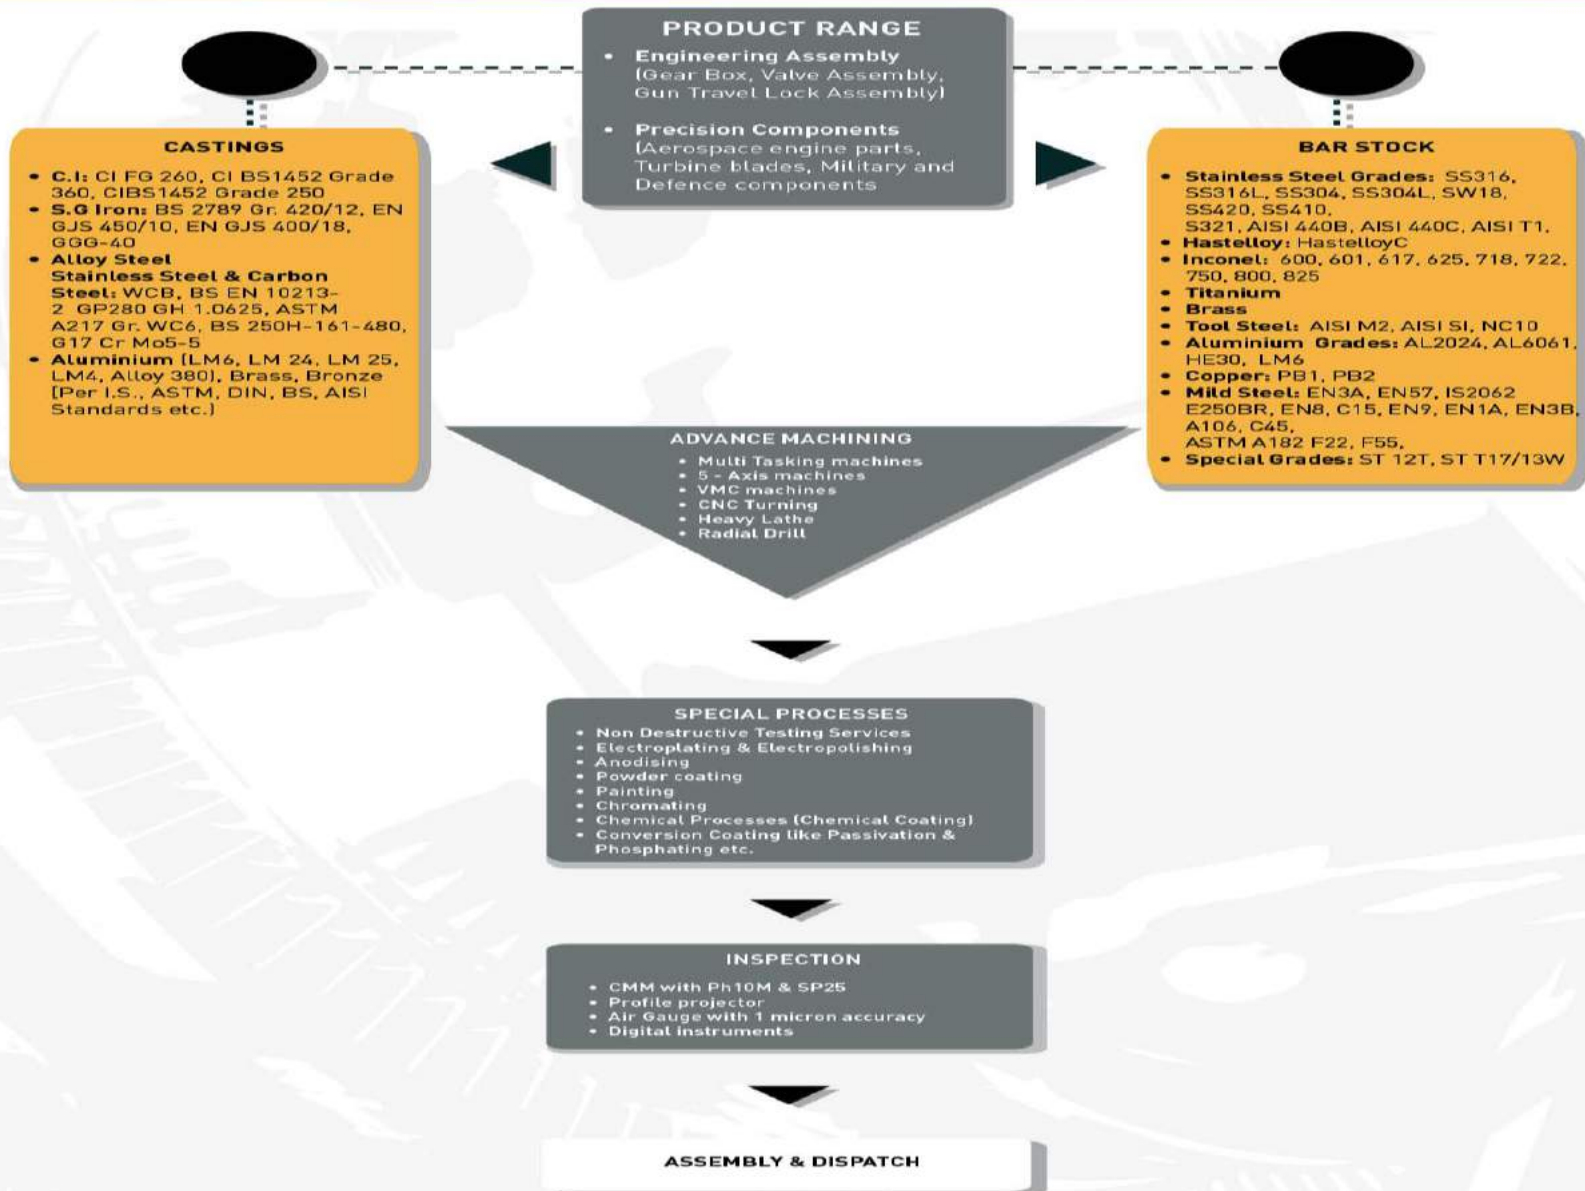 PRODUCT RANGE
• Engineering Assembly
(Gear Box, Valve Assembly,
Gun Travel Lock Assembly)
• Precision Components
(Aerospace engine parts,
Turbine blades, Military and
Defence components
CASTINGS
• C.I: CI FG 260, CI BS1452 Grade
360, CIBS1452 Grade 250
• S.G Iron: BS 2789 Gr. 420/12, EN
GJS 450/10, EN GJS 400/18,
GGG-40
• Alloy Steel
Stainless Steel & Carbon
Steel: WCB, BS EN 10213-
2 GP280 GH 1.0625, ASTM
A217 Gr. WC6, BS 250H-161-480,
G17 Cr Mo5-5
• Aluminium (LM6, LM 24, LM 25,
LM4, Alloy 380), Brass, Bronze
(Per I.S., ASTM, DIN, BS, AISI
Standards etc.)
BAR STOCK
• Stainless Steel Grades: SS316,
SS316L, SS304, SS304L, SW18,
SS420, SS410,
S321, AISI 440B, AISI 440C, AISI T1,
• Hastelloy: HastelloyC
• Inconel: 600, 601, 617, 625, 718, 722,
750, 800, 825
• Titanium
• Brass
• Tool Steel: AISI M2, AISI SI, NC10
• Aluminium Grades: AL2024, AL6061,
HE30, LM6
• Copper: PB1, PB2
• Mild Steel: EN3A, EN57, IS2062
E250BR, EN8, C15, EN9, EN1A, EN3B,
A106, C45,
ASTM A182 F22, F55,
• Special Grades: ST 12T, ST T17/13W
ADVANCE MACHINING
• Multi Tasking machines
• 5 - Axis machines
• VMC machines
• CNC Turning
• Heavy Lathe
• Radial Drill
SPECIAL PROCESSES
• Non Destructive Testing Services
• Electroplating & Electropolishing
• Anodising
• Powder coating
• Painting
• Chromating
• Chemical Processes (Chemical Coating)
• Conversion Coating like Passivation &
Phosphating etc.
INSPECTION
• CMM with Ph10M & SP25
• Profile projector
• Air Gauge with 1 micron accuracy
• Digital instruments
ASSEMBLY & DISPATCH